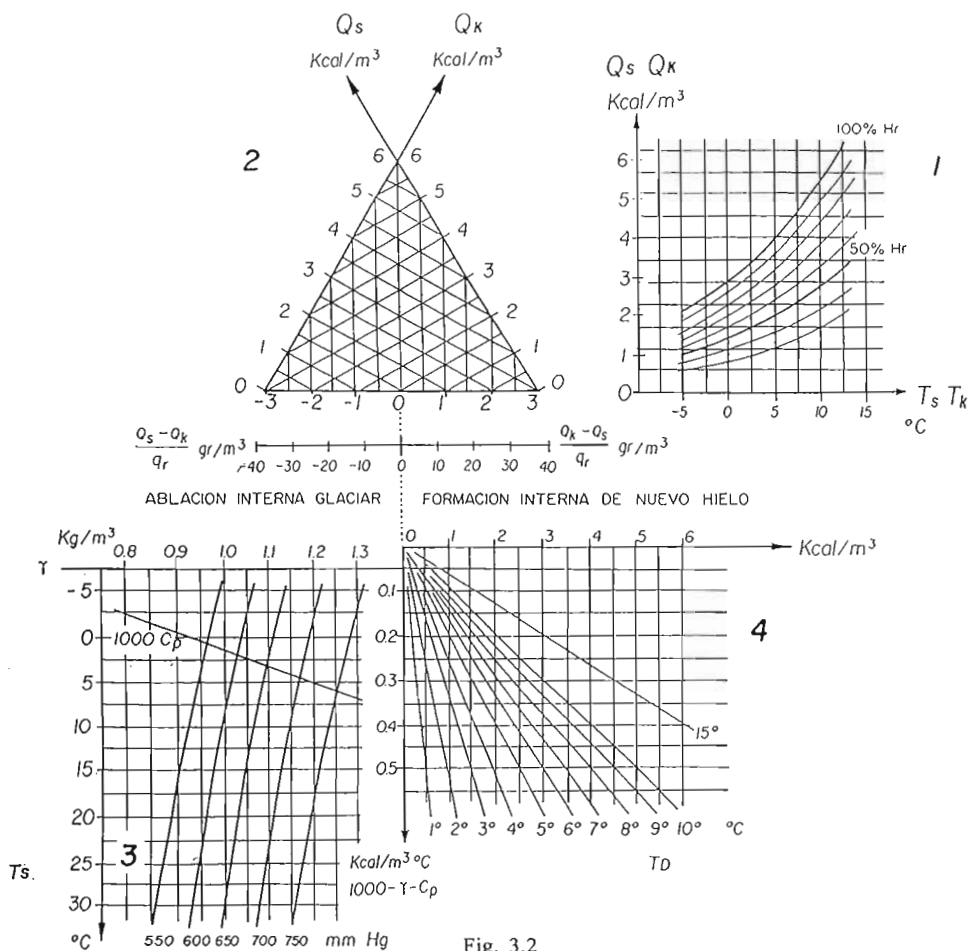 Qs Qk
Kcal/m³ Kcal/m³
2
6 6
5 5
4 4
3 3
2 2
1 1
0 0
-3 -2 -1 0 1 2 3
Qs Qk
Kcal/m³
1
100% Hr
50% Hr
6
5
4
3
2
1
0
-5 0 5 10 15
Ts Tk
°C
Qs - Qk / qr gr/m³
-40 -30 -20 -10 0 10 20 30 40
Qk - Qs / qr gr/m³
ABLACION INTERNA GLACIAR FORMACION INTERNA DE NUEVO HIELO
Kg/m³
0.8 0.9 1.0 1.1 1.2 1.3
γ
-5
0
5
10
15
20
25
30
1000 Cp
3
Ts.
°C
550 600 650 700 750 mm Hg
0 1 2 3 4 5 6
Kcal/m³
0.1
0.2
0.3
0.4
0.5
4
15°
1° 2° 3° 4° 5° 6° 7° 8° 9° 10° °C
TD
Kcal/m³ °C
1000-γ-Cp
Fig. 3.2